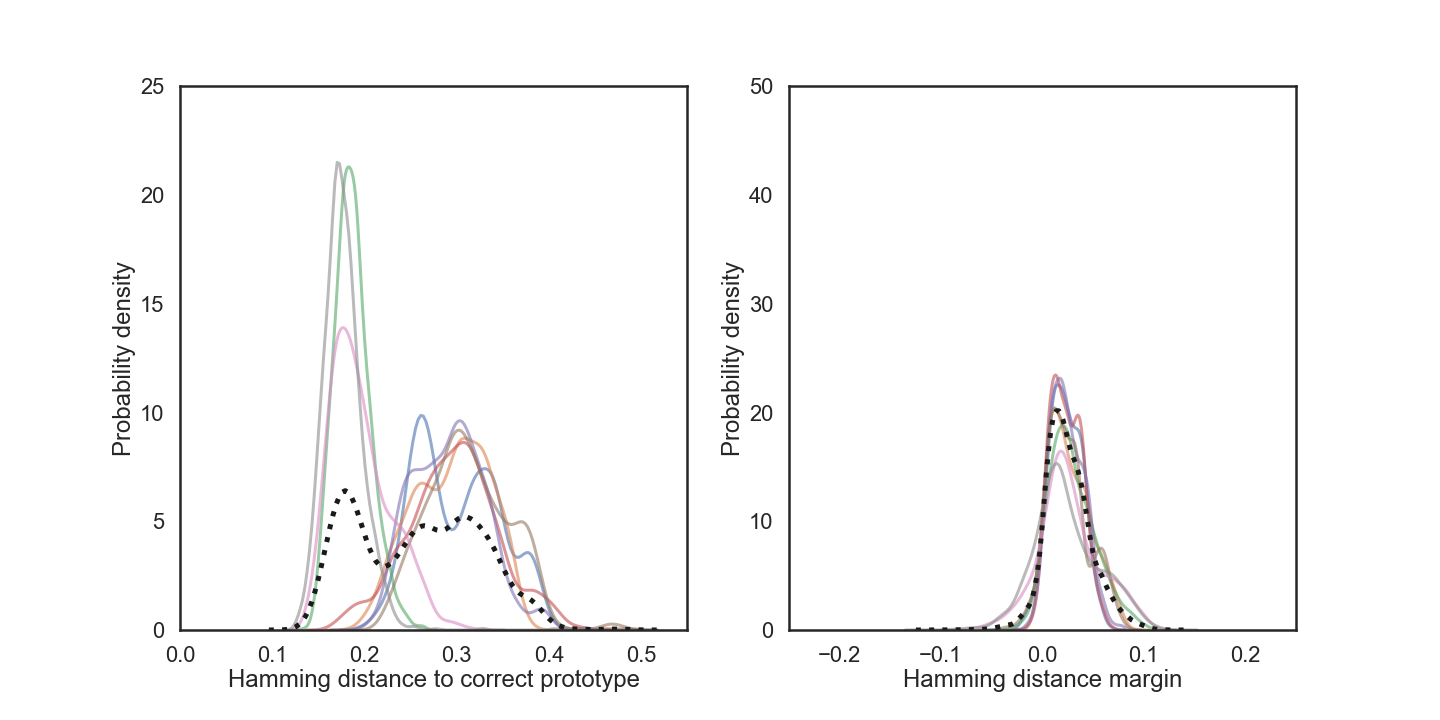 25
20
15
10
5
0
Probability density
0.0 0.1 0.2 0.3 0.4 0.5
Hamming distance to correct prototype
50
40
30
20
10
0
Probability density
−0.2 −0.1 0.0 0.1 0.2
Hamming distance margin